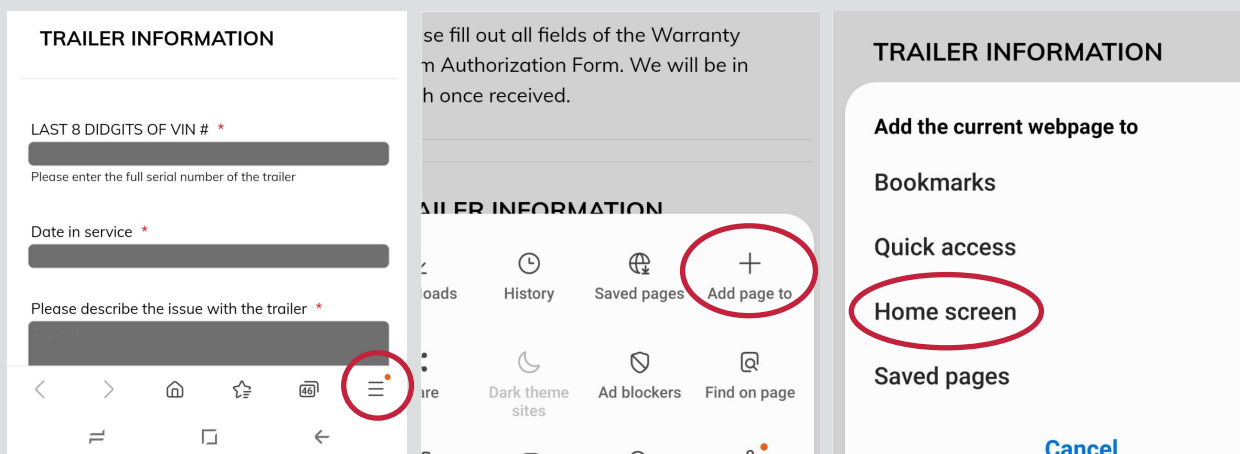 TRAILER INFORMATION
LAST 8 DIDGITS OF VIN # *
Please enter the full serial number of the trailer
Date in service *
Please describe the issue with the trailer *
Type here...
46
se fill out all fields of the Warranty
m Authorization Form. We will be in
h once received.
AILER INFORMATION
loads
History
Saved pages
Add page to
are
Dark theme
sites
Ad blockers
Find on page
TRAILER INFORMATION
Add the current webpage to
Bookmarks
Quick access
Home screen
Saved pages
Cancel